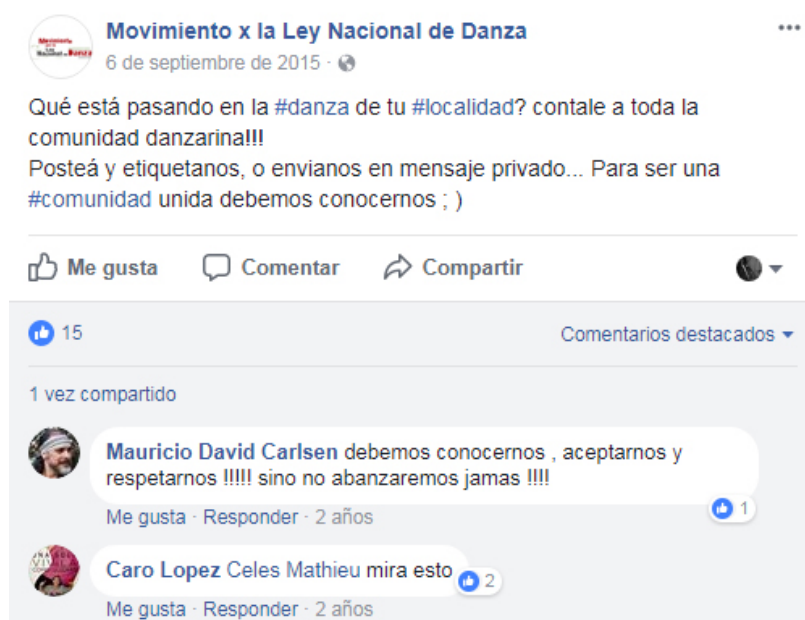 Movimiento x la Ley Nacional de Danza
6 de septiembre de 2015 ·
Qué está pasando en la #danza de tu #localidad? contale a toda la
comunidad danzarina!!!
Posteá y etiquetanos, o envianos en mensaje privado... Para ser una
#comunidad unida debemos conocernos ; )
Me gusta Comentar Compartir
15 Comentarios destacados
1 vez compartido
Mauricio David Carlsen debemos conocernos , aceptarnos y
respetarnos !!!!! sino no abanzaremos jamas !!!!
1
Me gusta · Responder · 2 años
Caro Lopez Celes Mathieu mira esto
2
Me gusta · Responder · 2 años